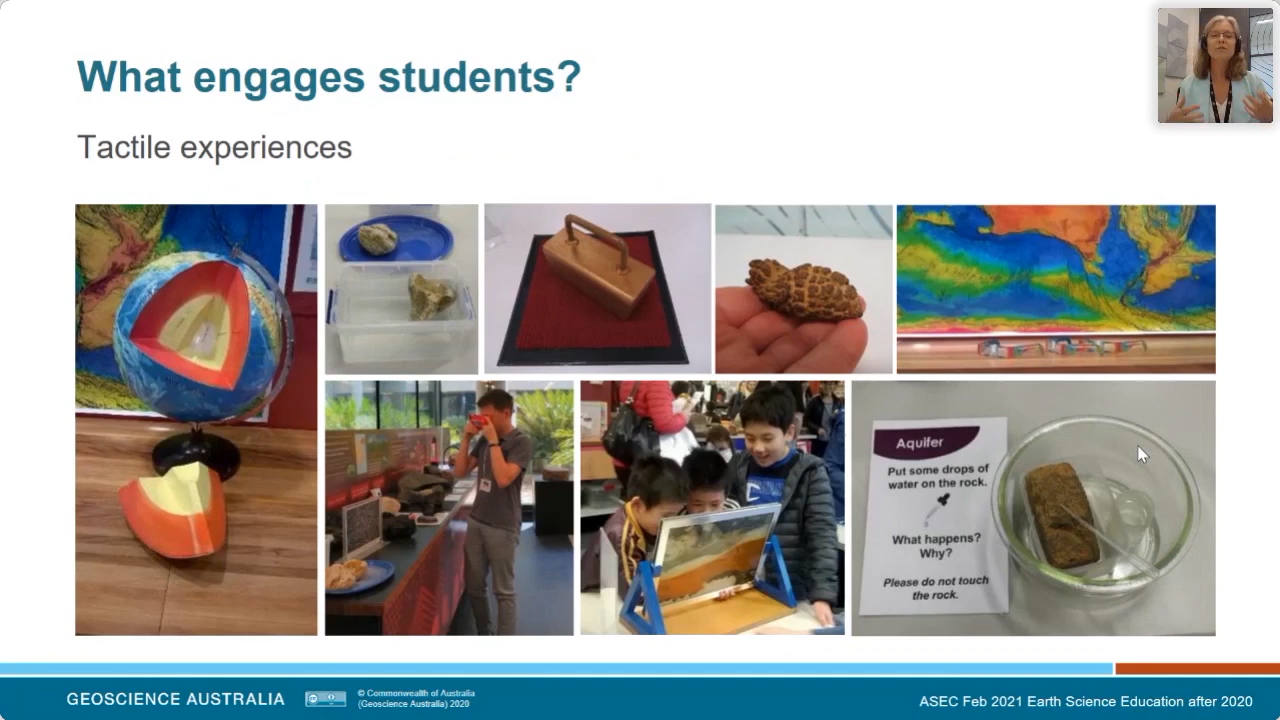 What engages students?
Tactile experiences
Aquifer
Put some drops of
water on the rock.
What happens?
Why?
Please do not touch
the rock.
GEOSCIENCE AUSTRALIA
© Commonwealth of Australia
(Geoscience Australia) 2020
ASEC Feb 2021 Earth Science Education after 2020